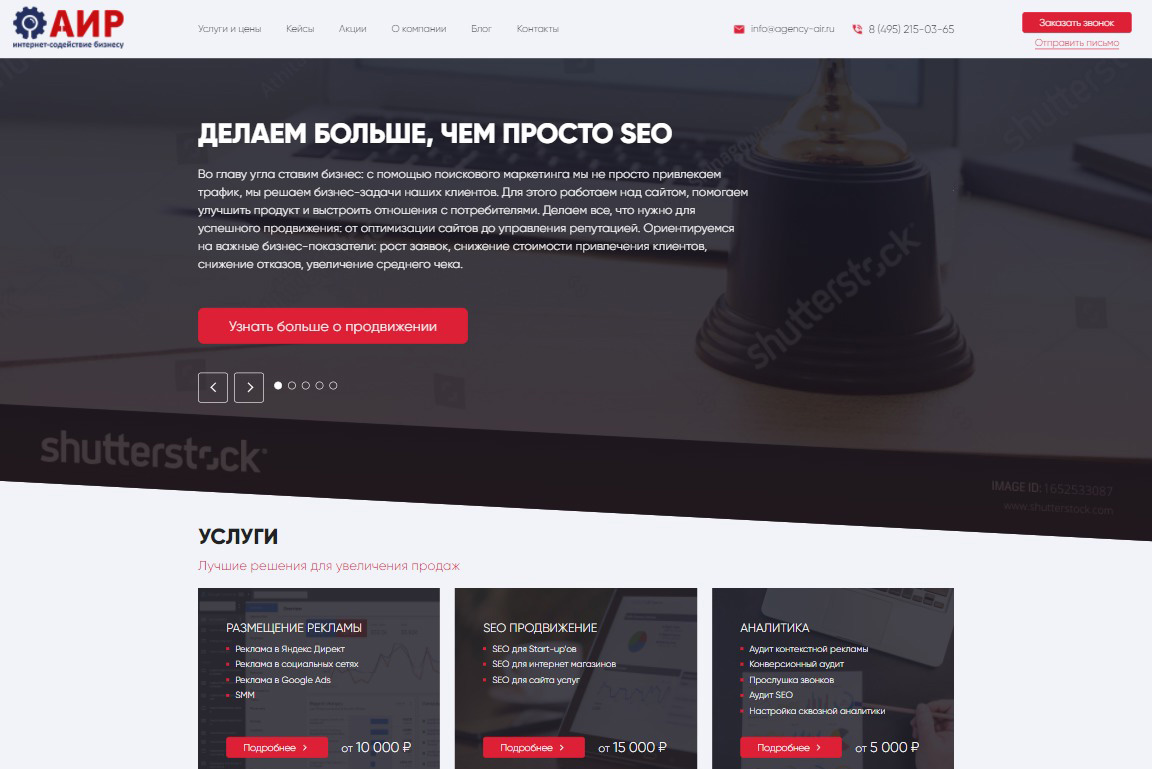 АИР
интернет-содействие бизнесу
Услуги и цены
Кейсы
Акции
О компании
Блог
Контакты
info@agency-air.ru
8 (495) 215-03-65
Заказать звонок
Отправить письмо
ДЕЛАЕМ БОЛЬШЕ, ЧЕМ ПРОСТО SEO
Во главу угла ставим бизнес: с помощью поискового маркетинга мы не просто привлекаем
трафик, мы решаем бизнес-задачи наших клиентов. Для этого работаем над сайтом, помогаем
улучшить продукт и выстроить отношения с потребителями. Делаем все, что нужно для
успешного продвижения: от оптимизации сайтов до управления репутацией. Ориентируемся
на важные бизнес-показатели: рост заявок, снижение стоимости привлечения клиентов,
снижение отказов, увеличение среднего чека.
Узнать больше о продвижении
shutterstock
shutterstock
shutterstock
IMAGE ID: 1652533087
www.shutterstock.com
УСЛУГИ
Лучшие решения для увеличения продаж
РАЗМЕЩЕНИЕ РЕКЛАМЫ
Реклама в Яндекс Директ
Реклама в социальных сетях
Реклама в Google Ads
SMM
Подробнее
от 10 000 ₽
SEO ПРОДВИЖЕНИЕ
SEO для Start-up'ов
SEO для интернет магазинов
SEO для сайта услуг
Подробнее
от 15 000 ₽
АНАЛИТИКА
Аудит контекстной рекламы
Конверсионный аудит
Прослушка звонков
Аудит SEO
Настройка сквозной аналитики
Подробнее
от 5 000 ₽